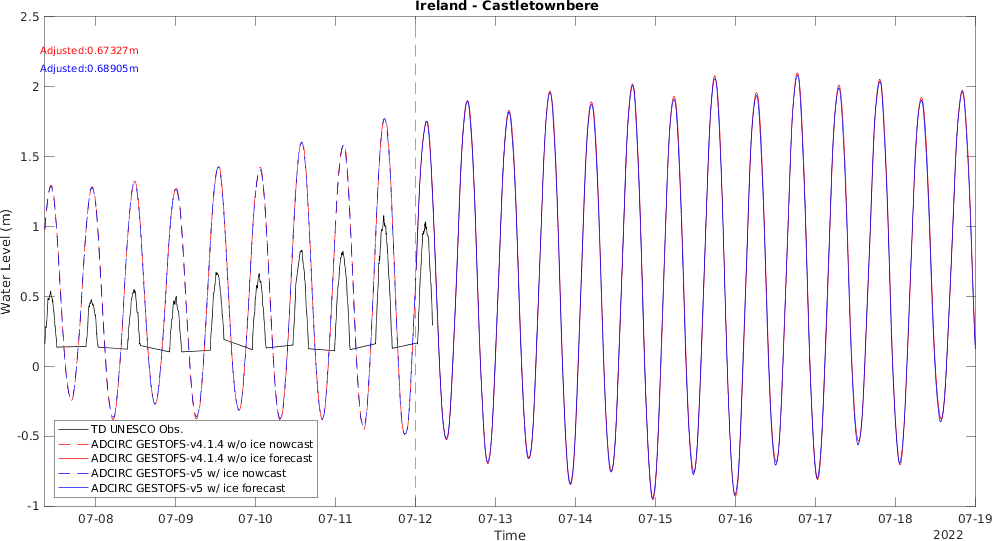 Ireland - Castletownbere
Adjusted:0.67327m
Adjusted:0.68905m
Water Level (m)
2.5
2
1.5
1
0.5
0
-0.5
-1
TD UNESCO Obs.
ADCIRC GESTOFS-v4.1.4 w/o ice nowcast
ADCIRC GESTOFS-v4.1.4 w/o ice forecast
ADCIRC GESTOFS-v5 w/ ice nowcast
ADCIRC GESTOFS-v5 w/ ice forecast
07-08 07-09 07-10 07-11 07-12 07-13 07-14 07-15 07-16 07-17 07-18 07-19
Time
2022